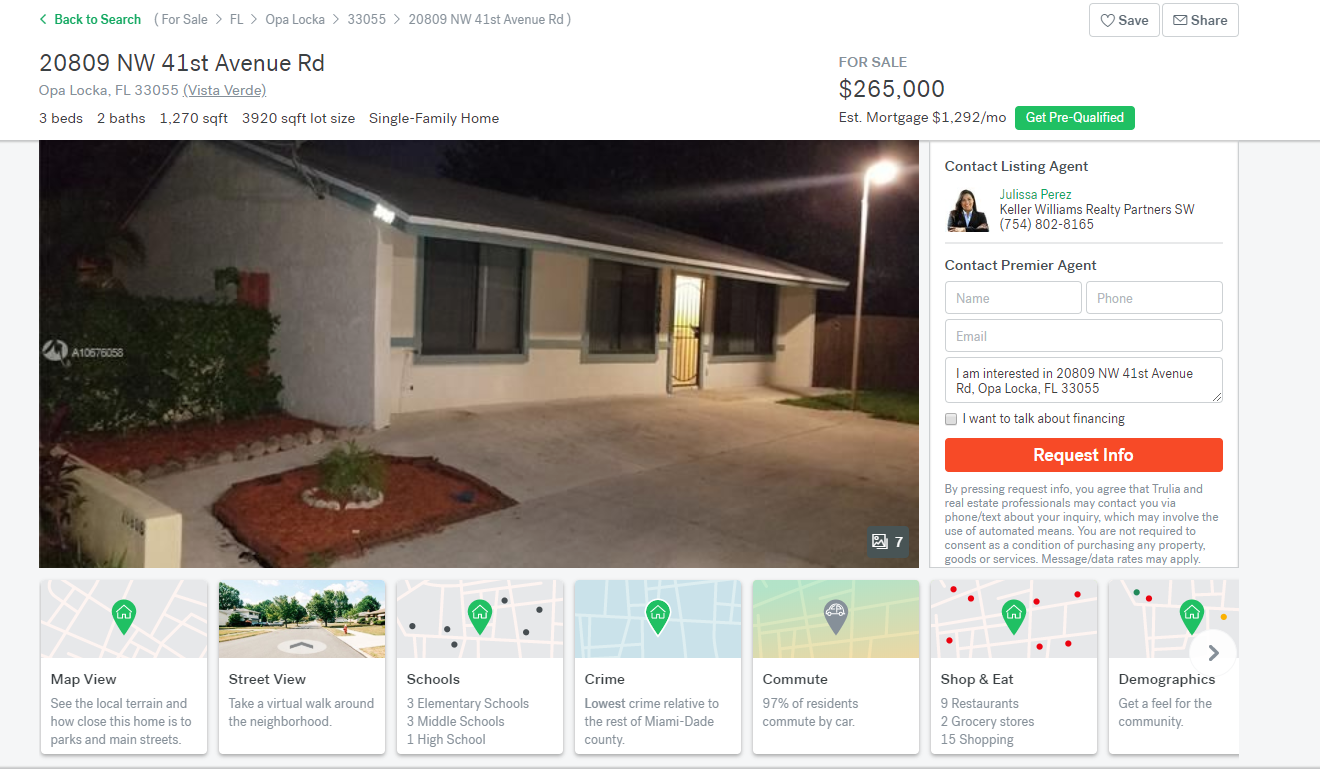 Back to Search ( For Sale > FL > Opa Locka > 33055 > 20809 NW 41st Avenue Rd )
Save
Share
20809 NW 41st Avenue Rd
Opa Locka, FL 33055 (Vista Verde)
3 beds 2 baths 1,270 sqft 3920 sqft lot size Single-Family Home
FOR SALE
$265,000
Est. Mortgage $1,292/mo
Get Pre-Qualified
A10676058
7
Contact Listing Agent
Julissa Perez
Keller Williams Realty Partners SW
(754) 802-8165
Contact Premier Agent
Name
Phone
Email
I am interested in 20809 NW 41st Avenue
Rd, Opa Locka, FL 33055
I want to talk about financing
Request Info
By pressing request info, you agree that Trulia and
real estate professionals may contact you via
phone/text about your inquiry, which may involve the
use of automated means. You are not required to
consent as a condition of purchasing any property,
goods or services. Message/data rates may apply.
Map View
See the local terrain and
how close this home is to
parks and main streets.
Street View
Take a virtual walk around
the neighborhood.
Schools
3 Elementary Schools
3 Middle Schools
1 High School
Crime
Lowest crime relative to
the rest of Miami-Dade
county.
Commute
97% of residents
commute by car.
Shop & Eat
9 Restaurants
2 Grocery stores
15 Shopping
Demographics
Get a feel for the
community.